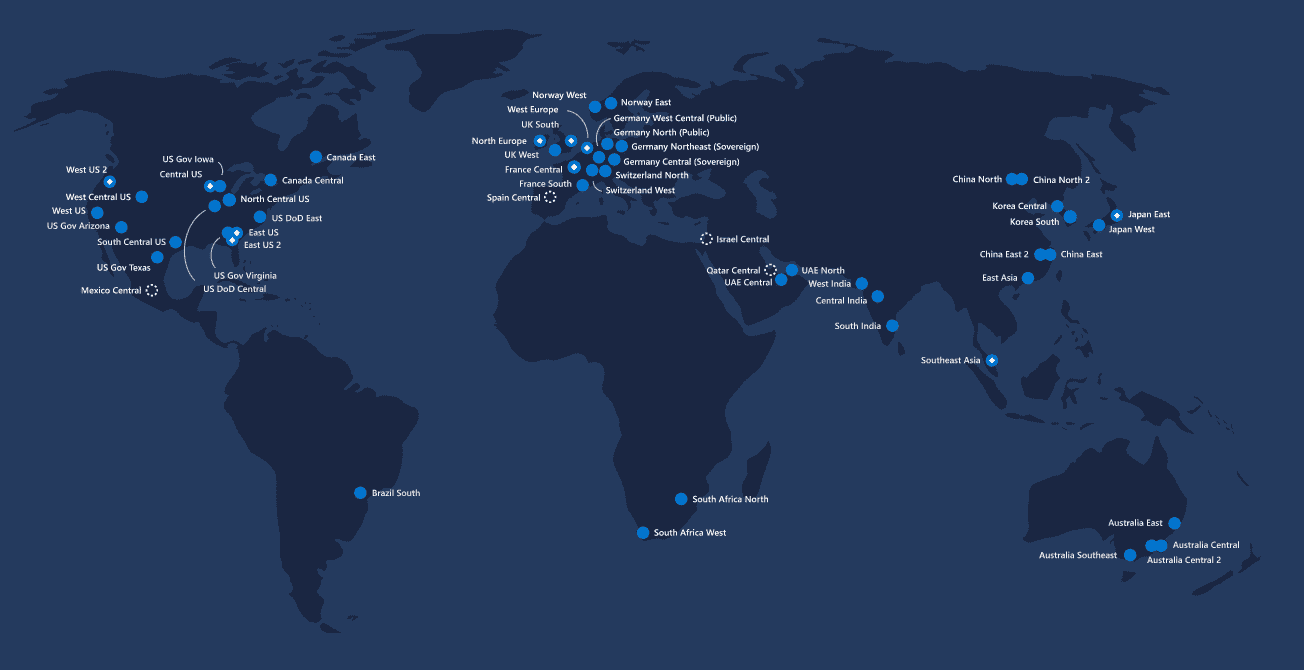 Canada East
US Gov Iowa
Central US
West US 2
Canada Central
West Central US
North Central US
West US
US DoD East
US Gov Arizona
East US
South Central US
East US 2
US Gov Texas
US Gov Virginia
US DoD Central
Mexico Central
Brazil South
Norway West
Norway East
West Europe
Germany West Central (Public)
UK South
Germany North (Public)
North Europe
Germany Northeast (Sovereign)
UK West
Germany Central (Sovereign)
France Central
Switzerland North
France South
Switzerland West
Spain Central
Israel Central
Qatar Central
UAE North
UAE Central
West India
Central India
South India
South Africa North
South Africa West
China North
China North 2
Korea Central
Japan East
Korea South
Japan West
China East 2
China East
East Asia
Southeast Asia
Australia East
Australia Central
Australia Southeast
Australia Central 2